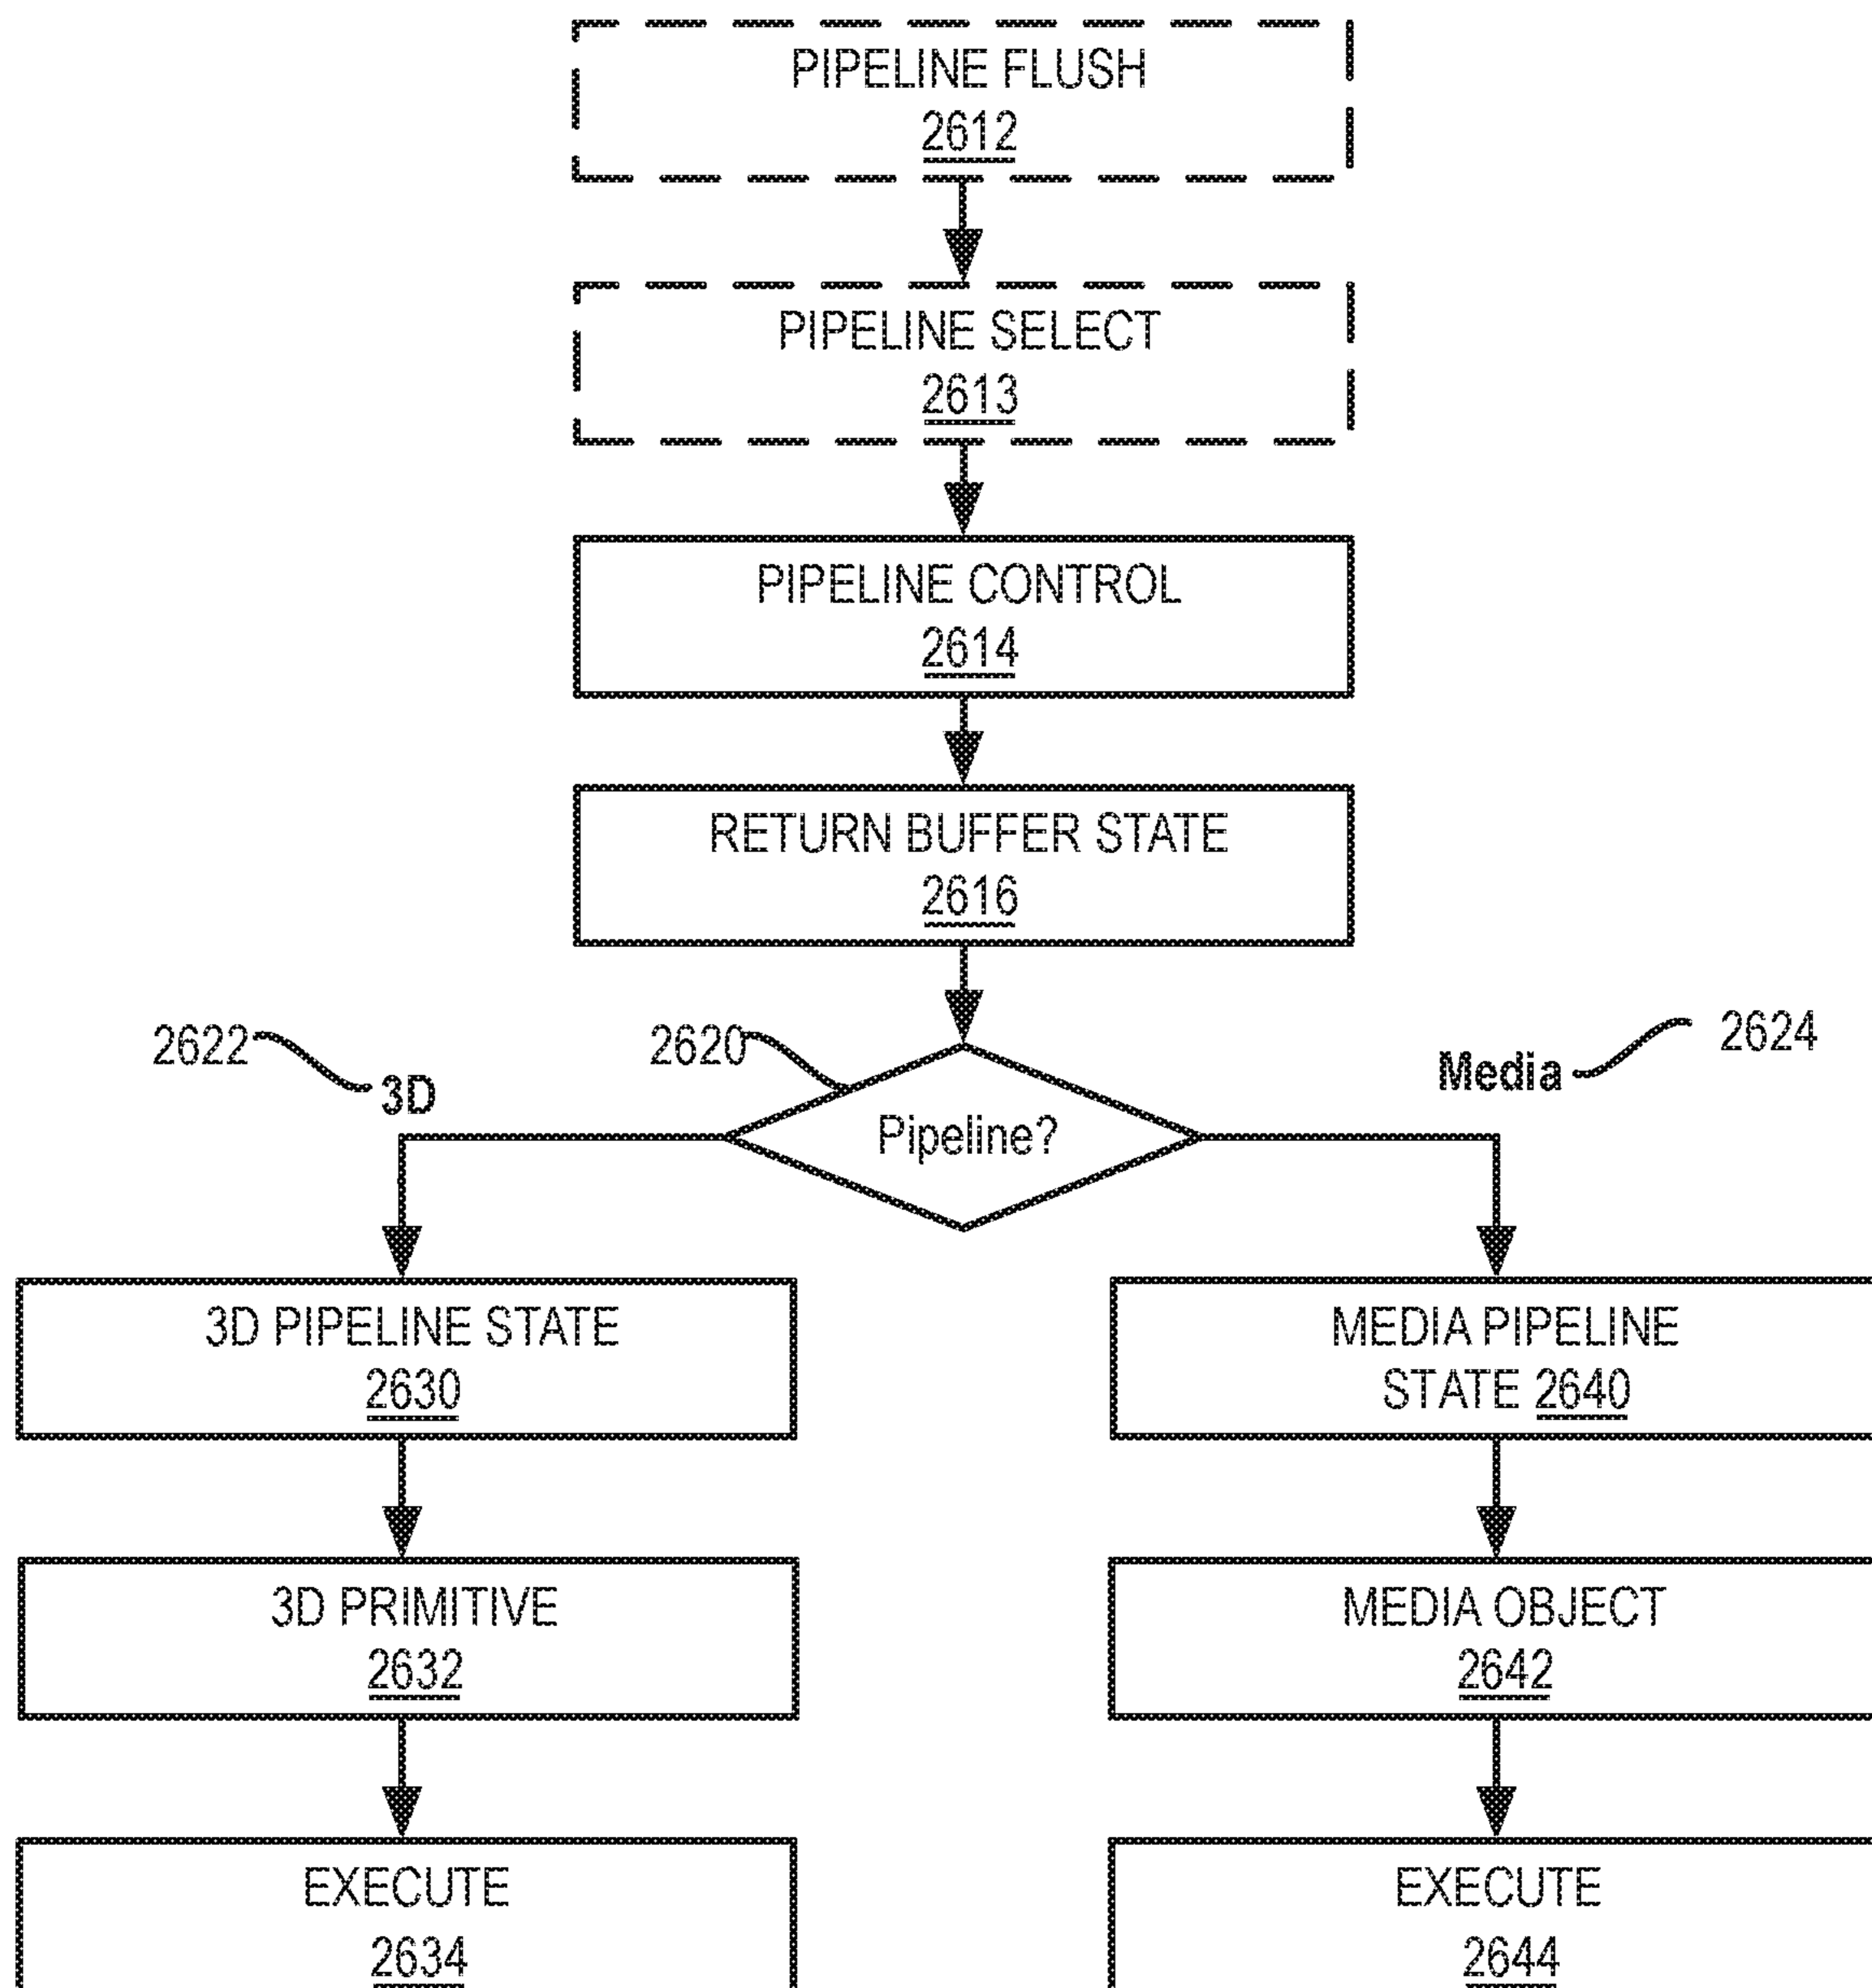 PIPELINE FLUSH
2612
PIPELINE SELECT
2613
PIPELINE CONTROL
2614
RETURN BUFFER STATE
2616
2622
3D
2620
Pipeline?
Media
2624
3D PIPELINE STATE
2630
MEDIA PIPELINE
STATE 2640
3D PRIMITIVE
2632
MEDIA OBJECT
2642
EXECUTE
2634
EXECUTE
2644